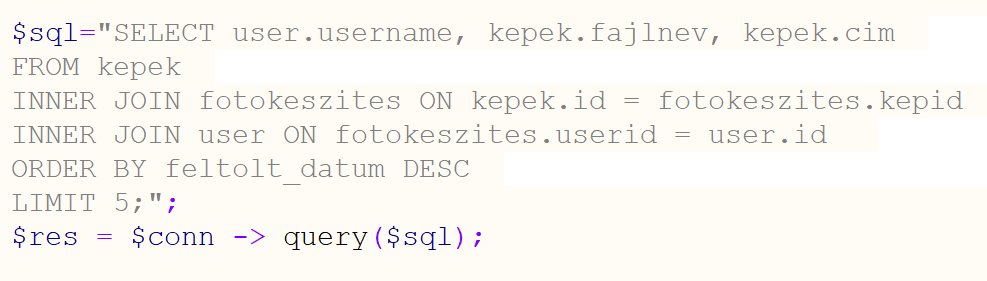 $sql="SELECT user.username, kepek.fajlnev, kepek.cim
FROM kepek
INNER JOIN fotokeszites ON kepek.id = fotokeszites.kepid
INNER JOIN user ON fotokeszites.userid = user.id
ORDER BY feltolt_datum DESC
LIMIT 5;";
$res = $conn -> query($sql);